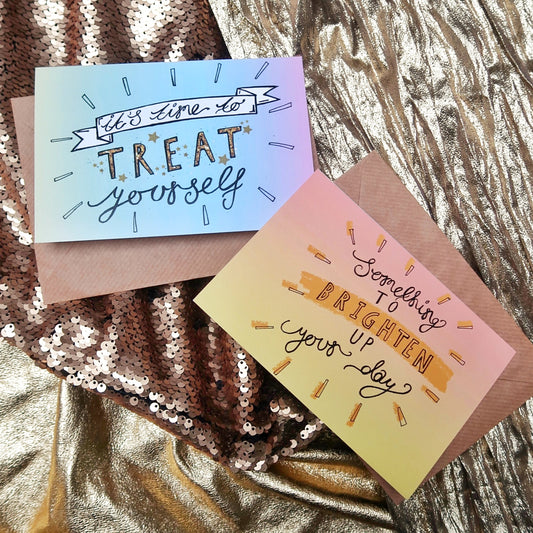 it's time to
TREAT
yourself
Something
TO
BRIGHTEN
UP
your day